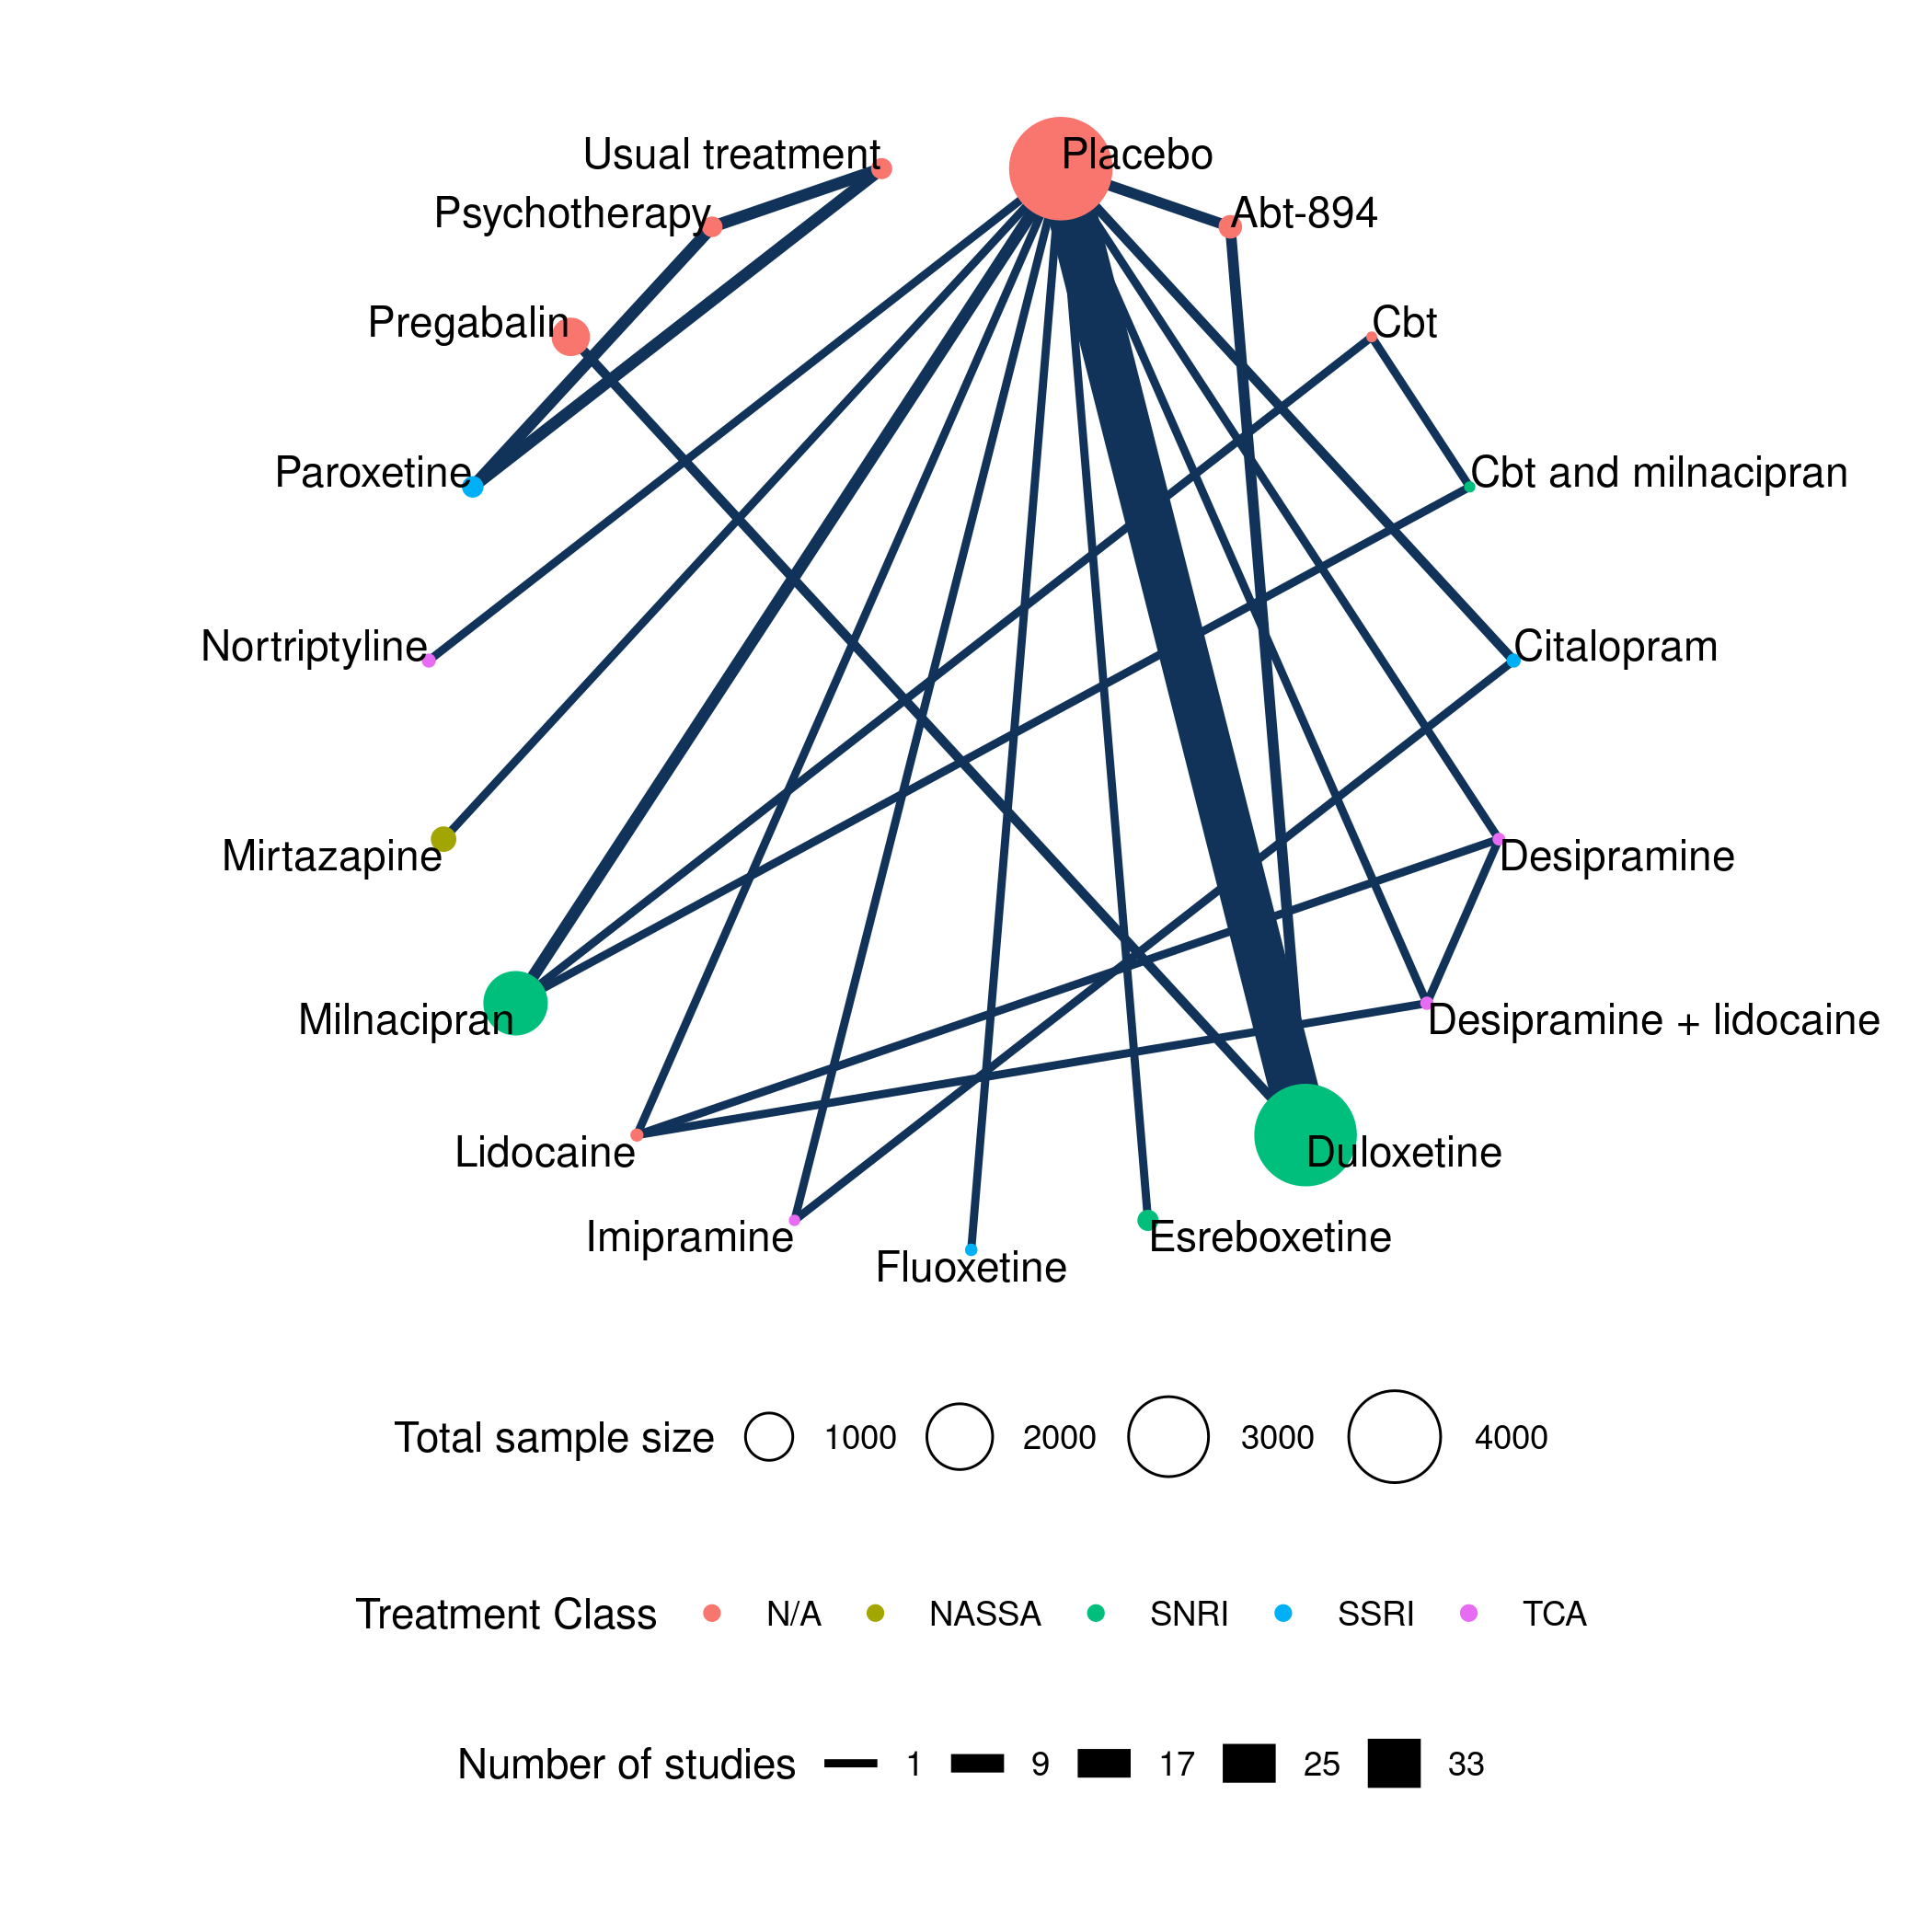 Usual treatment
Placebo
Psychotherapy
Abt-894
Pregabalin
Cbt
Paroxetine
Cbt and milnacipran
Nortriptyline
Citalopram
Mirtazapine
Desipramine
Milnacipran
Desipramine + lidocaine
Lidocaine
Duloxetine
Imipramine
Esreboxetine
Fluoxetine
Total sample size 1000 2000 3000 4000
Treatment Class N/A NASSA SNRI SSRI TCA
Number of studies 1 9 17 25 33